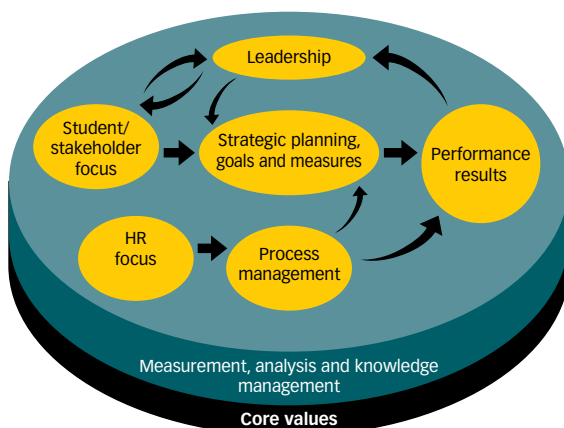 Leadership
Student/
stakeholder
focus
Strategic planning,
goals and measures
Performance
results
HR
focus
Process
management
Measurement, analysis and knowledge
management
Core values